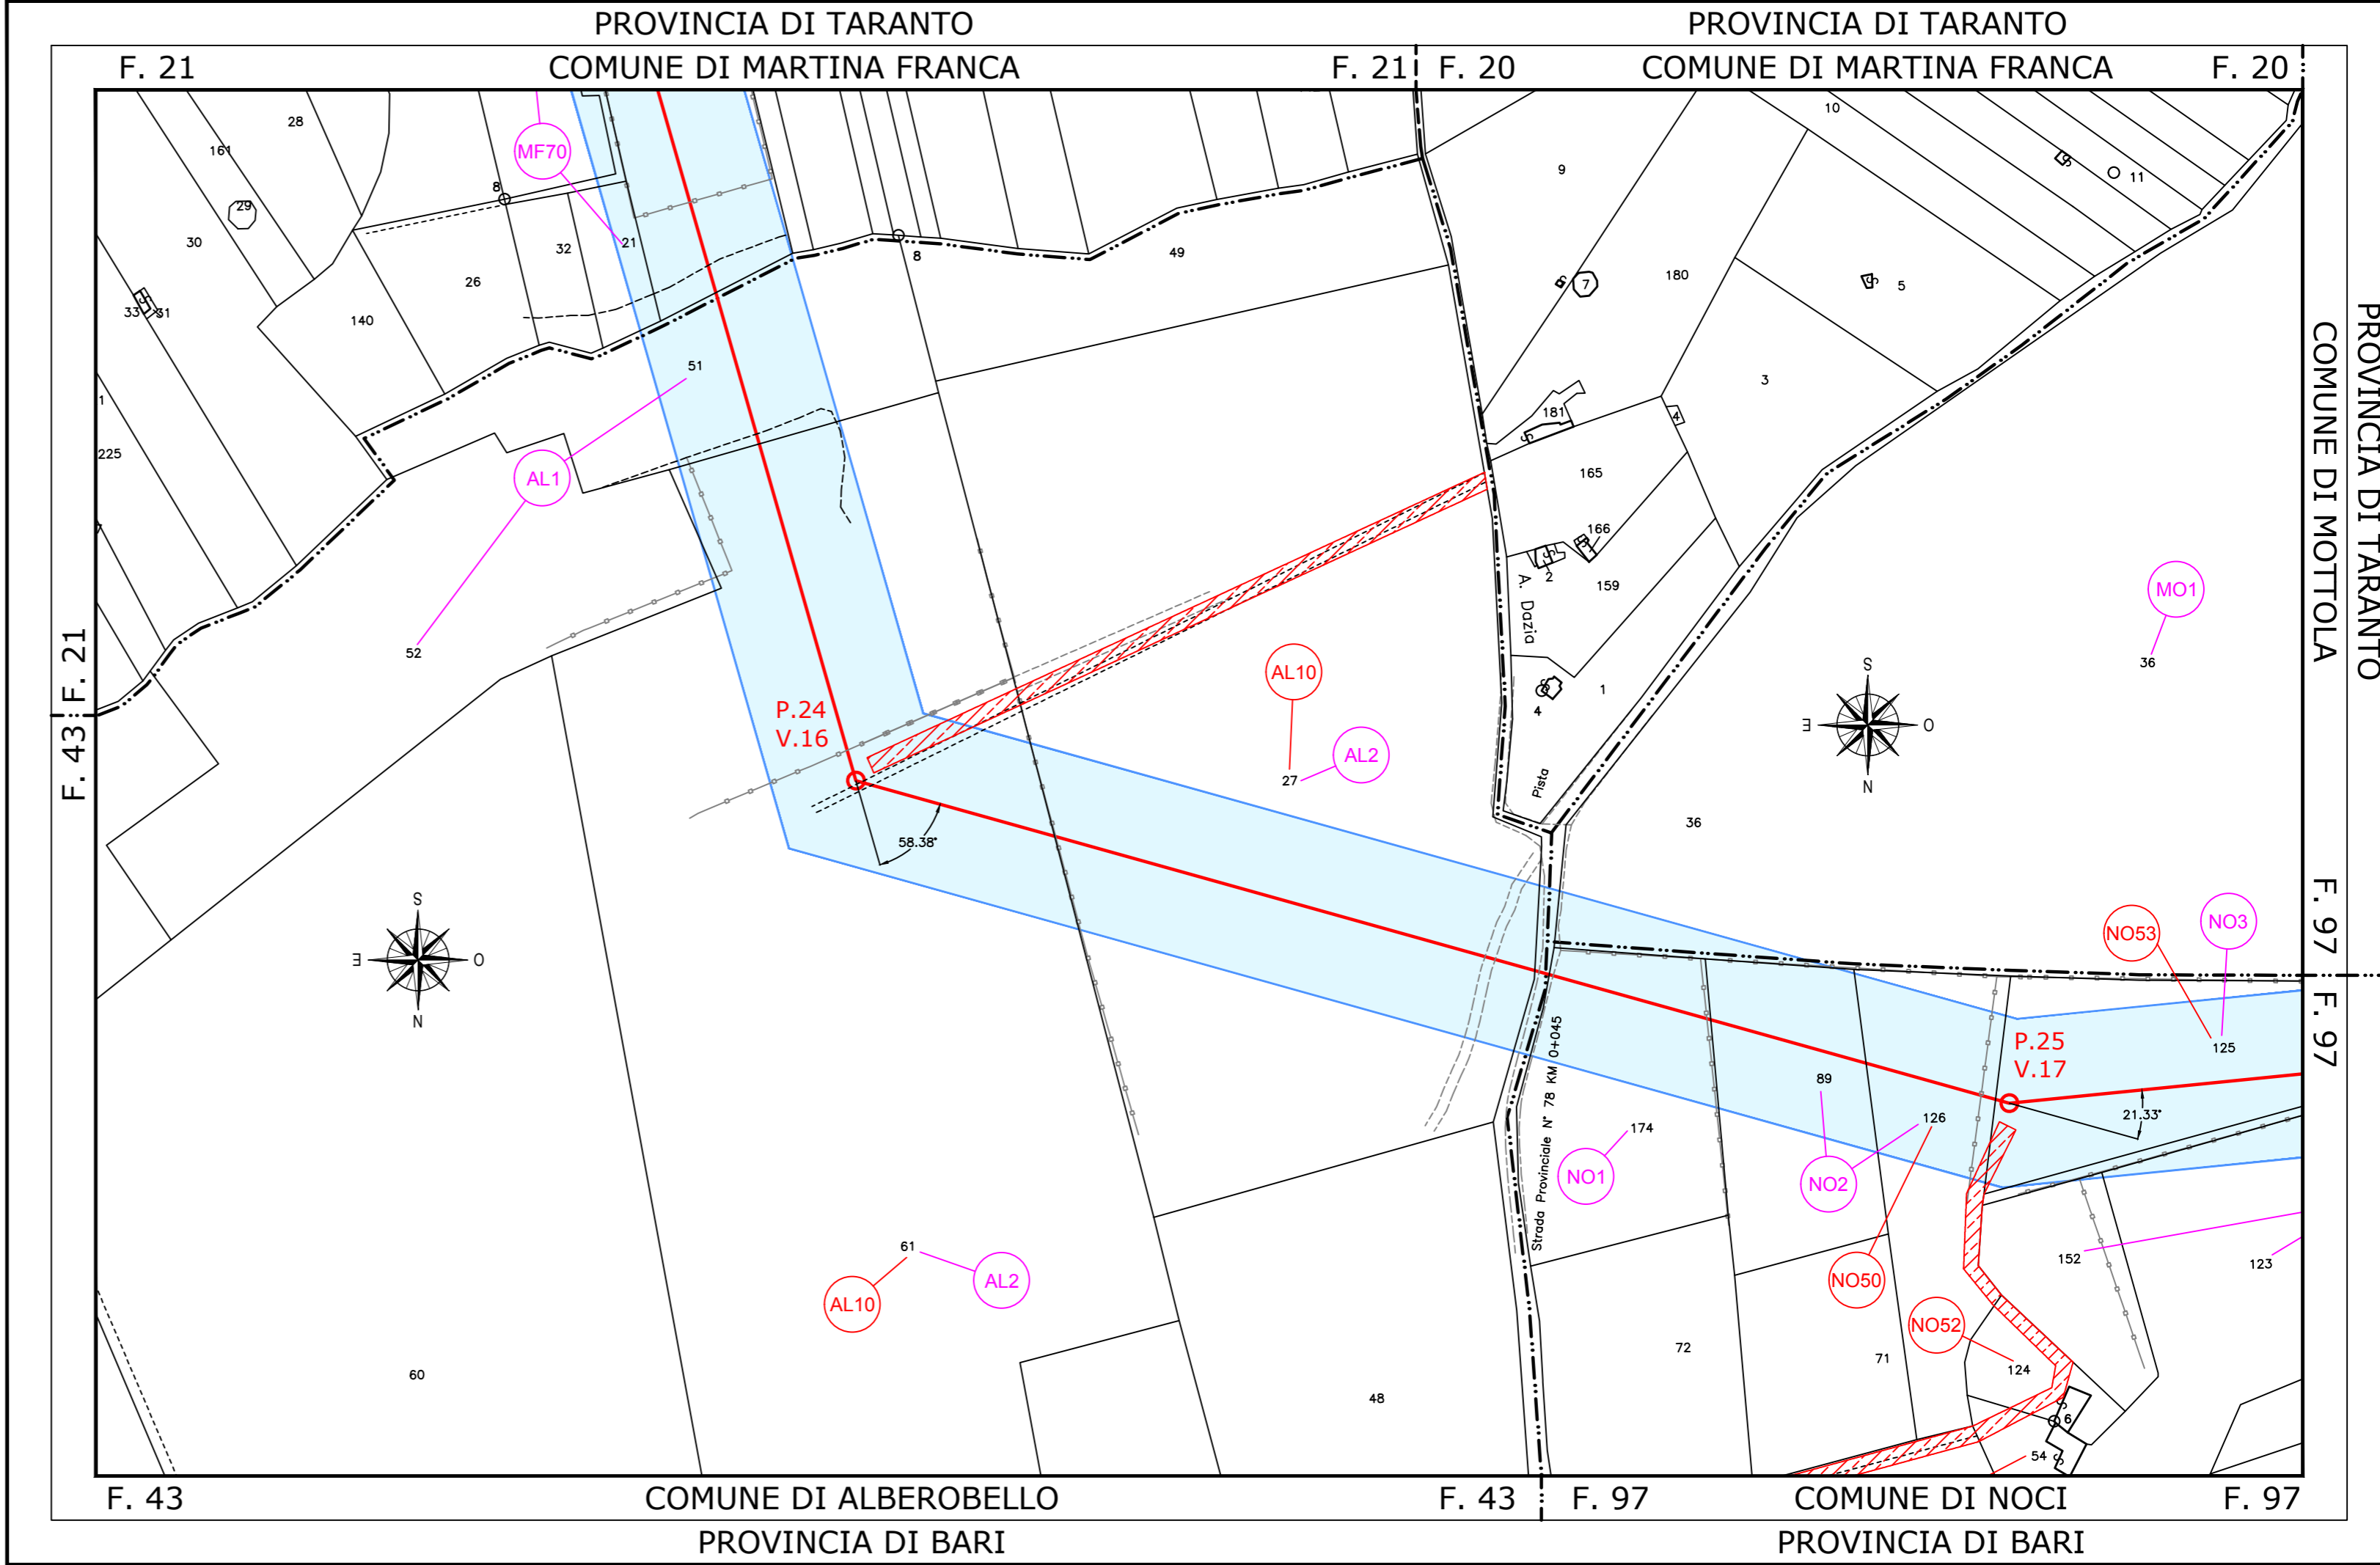 PROVINCIA DI TARANTO
PROVINCIA DI TARANTO
F. 21
COMUNE DI MARTINA FRANCA
F. 21
F. 20
COMUNE DI MARTINA FRANCA
F. 20
28
161
MF70
8
29
30
32
21
26
140
33
31
1
225
51
8
49
10
9
11
7
180
5
3
181
4
165
166
2
159
A. Dazia
AL1
52
PROVINCIA DI TARANTO
COMUNE DI MOTTOLA
MO1
36
F. 21
F. 43
P.24
V.16
AL10
AL2
27
1
4
Pista
S
E
O
N
36
58.38°
S
E
O
N
F. 97
F. 97
NO53
NO3
P.25
V.17
125
21.33°
Strada Provinciale N° 78 KM 0+045
89
126
174
NO1
NO2
61
AL2
AL10
NO50
NO52
152
123
60
72
71
124
48
6
54
F. 43
COMUNE DI ALBEROBELLO
F. 43
F. 97
COMUNE DI NOCI
F. 97
PROVINCIA DI BARI
PROVINCIA DI BARI